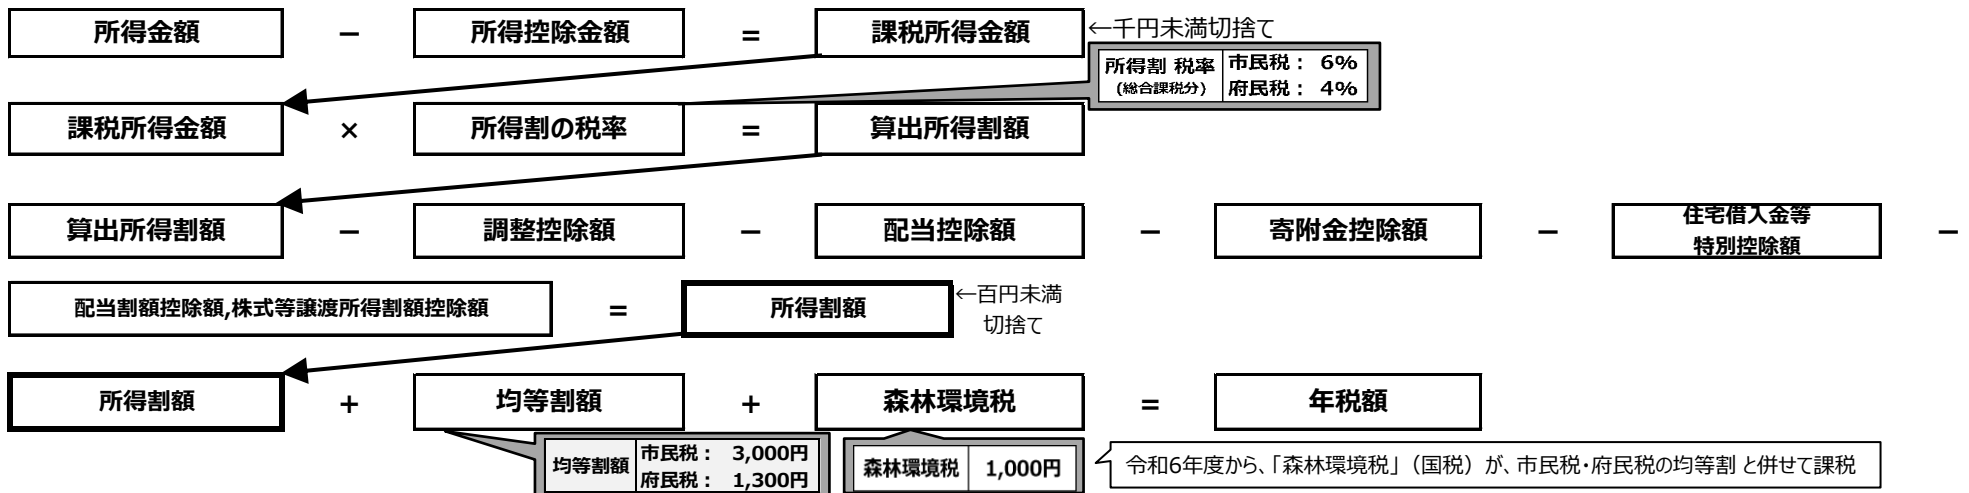 所得金額 － 所得控除金額 ＝ 課税所得金額 ←千円未満切捨て
所得割 税率 市民税： 6%
(総合課税分) 府民税： 4%
課税所得金額 × 所得割の税率 ＝ 算出所得割額
算出所得割額 － 調整控除額 － 配当控除額 － 寄附金控除額 － 住宅借入金等
特別控除額 －
配当割額控除額,株式等譲渡所得割額控除額 ＝ 所得割額 ←百円未満
切捨て
所得割額 ＋ 均等割額 ＋ 森林環境税 ＝ 年税額
均等割額 市民税： 3,000円
府民税： 1,300円
森林環境税 1,000円
令和6年度から、「森林環境税」（国税）が、市民税・府民税の均等割 と併せて課税